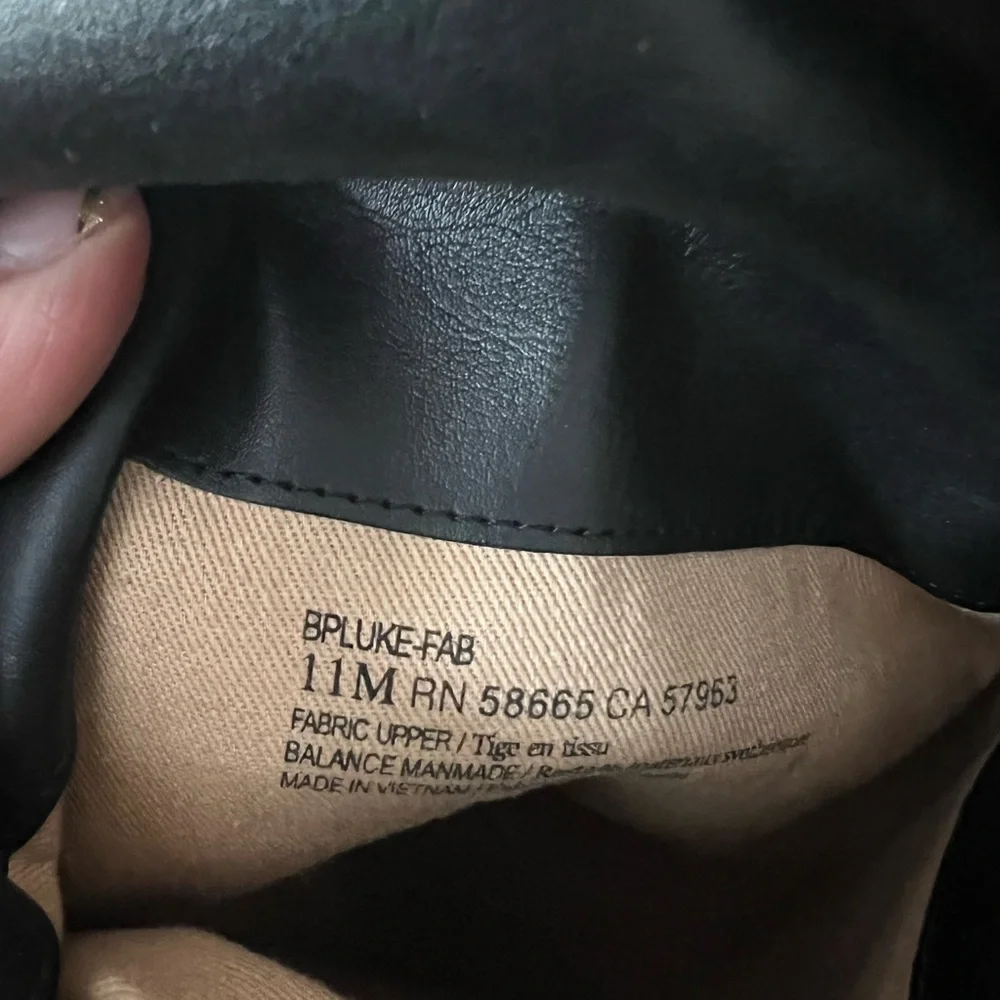 BPLUKE-FAB
11M RN 58665 CA 57963
FABRIC UPPER / Tige en tissu
BALANCE MANMADE /
MADE IN VIETNAM /